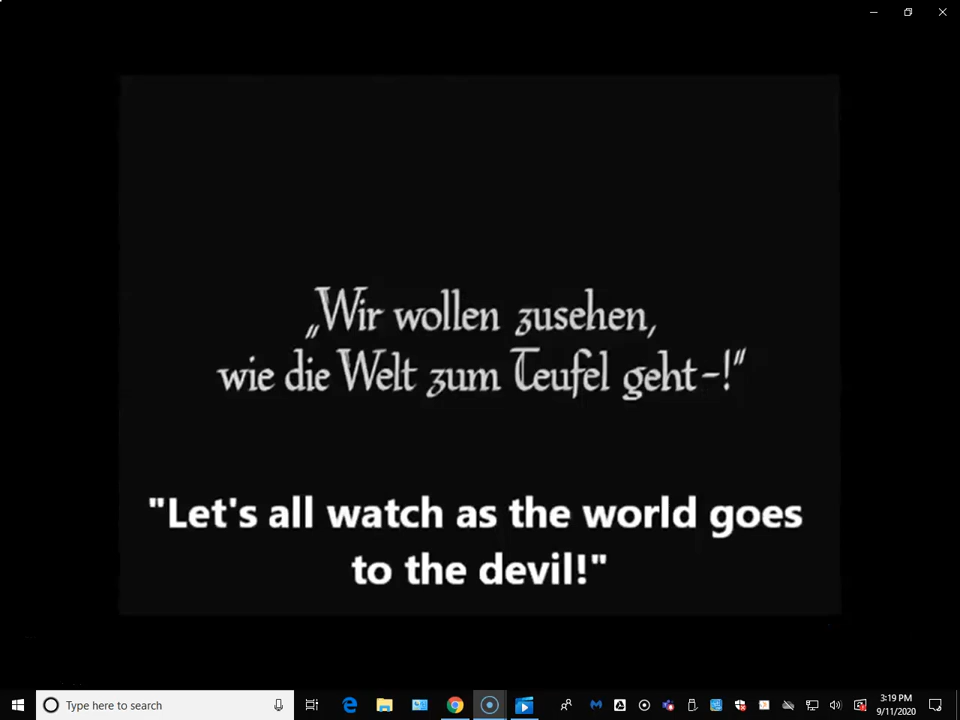 „Wir wollen zusehen,
wie die Welt zum Teufel geht-!"
"Let's all watch as the world goes
to the devil!"
Type here to search
3:19 PM
9/11/2020